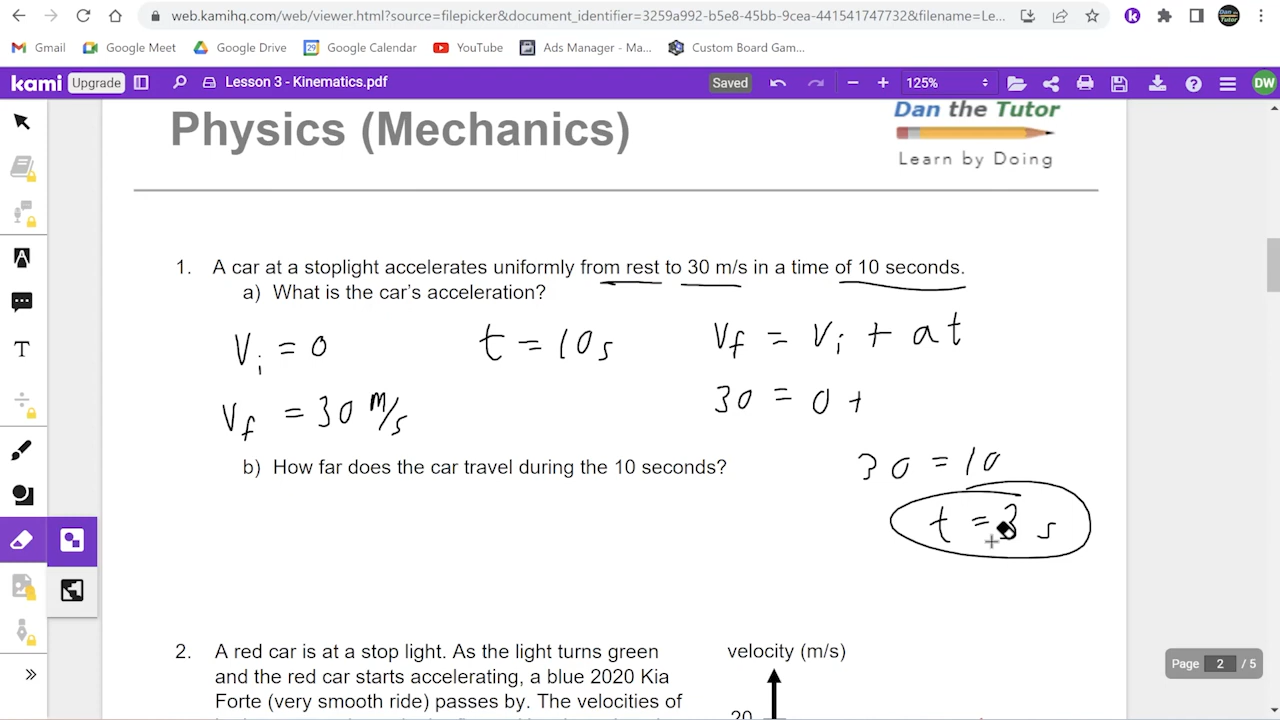 web.kamihq.com/web/viewer.html?source=filepicker&document_identifier=3259a992-b5e8-45bb-92ea-441541747732&filename=Le...
Gmail Google Meet Google Drive Google Calendar YouTube Ads Manager - Ma... Custom Board Gam...
kami Upgrade Lesson 3 - Kinematics.pdf Saved 125% DW
Physics (Mechanics)
Dan the Tutor
Learn by Doing
1. A car at a stoplight accelerates uniformly from rest to 30 m/s in a time of 10 seconds.
a) What is the car's acceleration?
Vi = 0 t = 10s Vf = Vi + at
Vf = 30 m/s 30 = 0 +
b) How far does the car travel during the 10 seconds?
30 = 10
t = 3 s
2. A red car is at a stop light. As the light turns green
and the red car starts accelerating, a blue 2020 Kia
Forte (very smooth ride) passes by. The velocities of
velocity (m/s)
20
Page 2 / 5